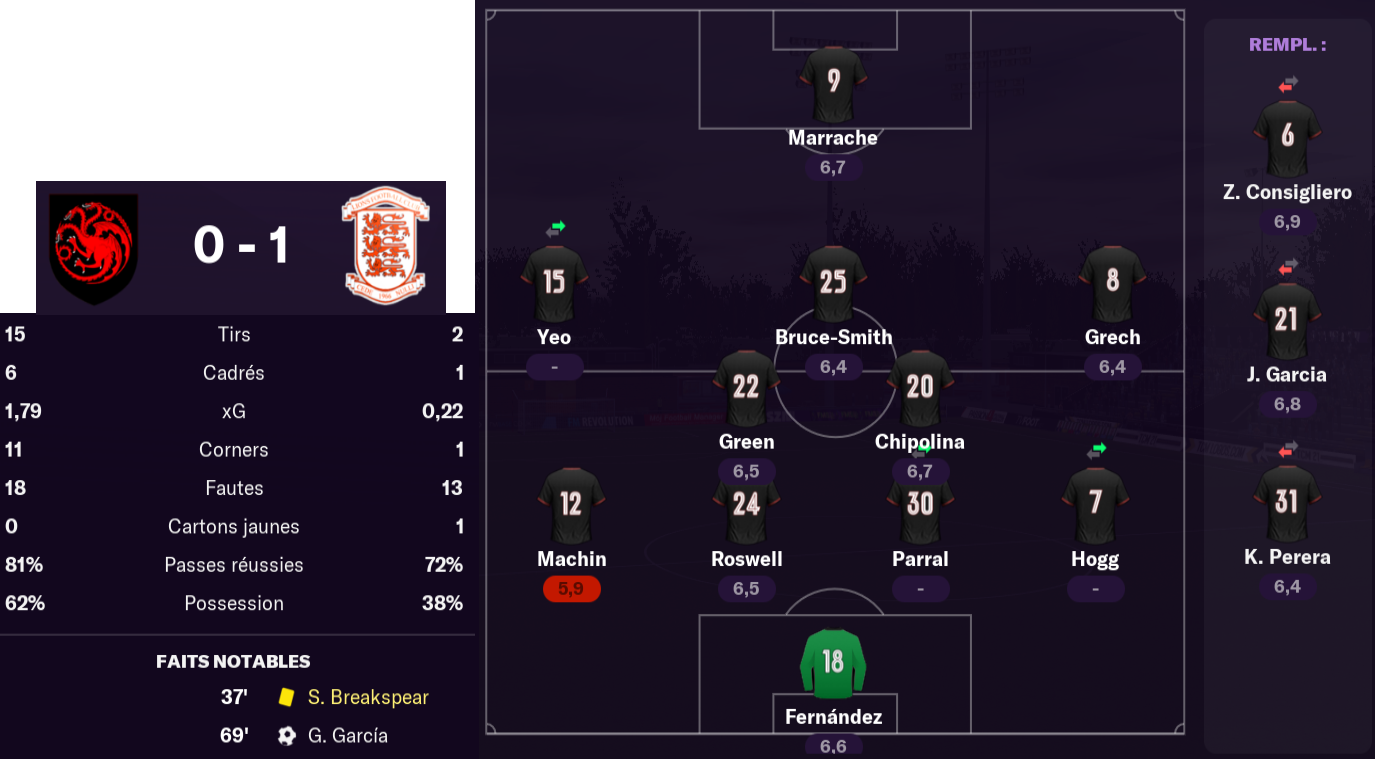 0 - 1
15 Tirs 2
6 Cadrés 1
1,79 xG 0,22
11 Corners 1
18 Fautes 13
0 Cartons jaunes 1
81% Passes réussies 72%
62% Possession 38%
FAITS NOTABLES
37' S. Breakspear
69' G. García
9
Marrache
6,7
15 25 8
Yeo Bruce-Smith Grech
- 6,4 6,4
22 20
Green Chipolina
6,5 6,7
12 24 30 7
Machin Roswell Parral Hogg
5,9 6,5 - -
18
Fernández
6,6
REMPL. :
6
Z. Consigliero
6,9
21
J. Garcia
6,8
31
K. Perera
6,4